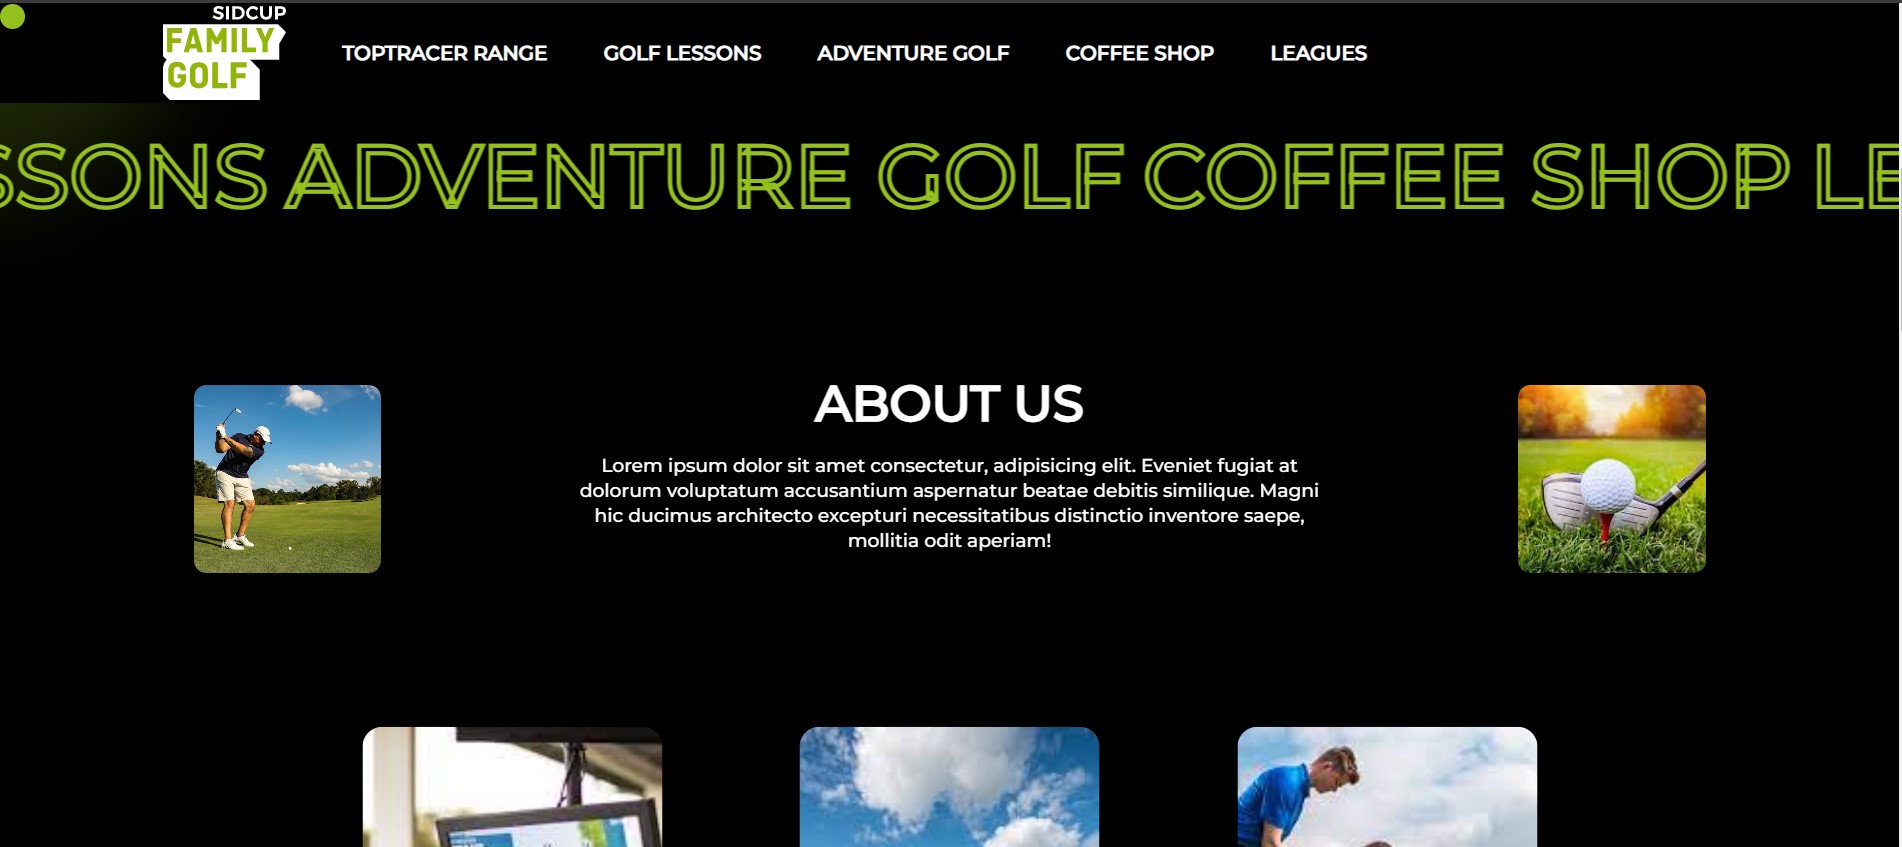 SIDCUP
FAMILY
GOLF
TOPTRACER RANGE
GOLF LESSONS
ADVENTURE GOLF
COFFEE SHOP
LEAGUES
SSONS ADVENTURE GOLF COFFEE SHOP LE
ABOUT US
Lorem ipsum dolor sit amet consectetur, adipisicing elit. Eveniet fugiat at
dolorum voluptatum accusantium aspernatur beatae debitis similique. Magni
hic ducimus architecto excepturi necessitatibus distinctio inventore saepe,
mollitia odit aperiam!